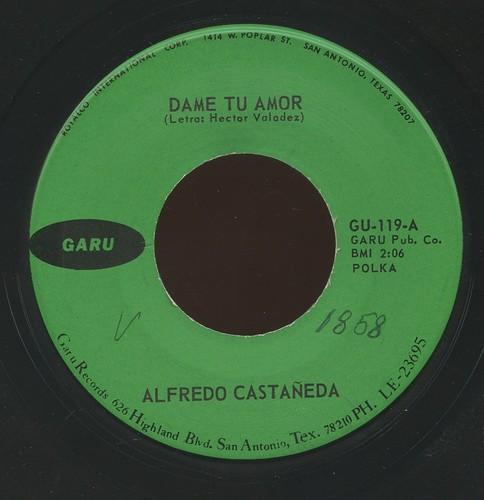 ROYALCO INTERNATIONAL CORP. 1414 W. POPLAR ST. SAN ANTONIO, TEXAS 78207
DAME TU AMOR
(Letra: Hector Valadez)
GARU
GU-119-A
GARU Pub. Co.
BMI 2:06
POLKA
V
1858
ALFREDO CASTAÑEDA
Garu Records 626 Highland Blvd. San Antonio, Tex. 78210 PH. LE-23695